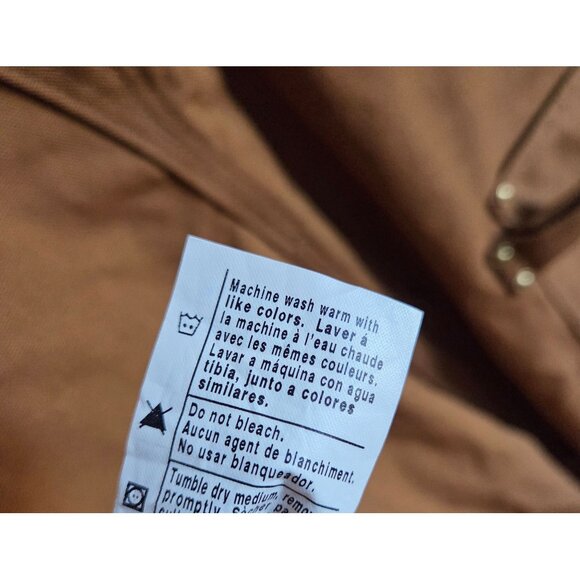 Machine wash warm with
like colors. Laver à
la machine à l'eau chaude
avec les mêmes couleurs.
Lavar a máquina con agua
tibia, junto a colores
similares.
Do not bleach.
Aucun agent de blanchiment.
No usar blanqueador.
Tumble dry medium,
promptly.